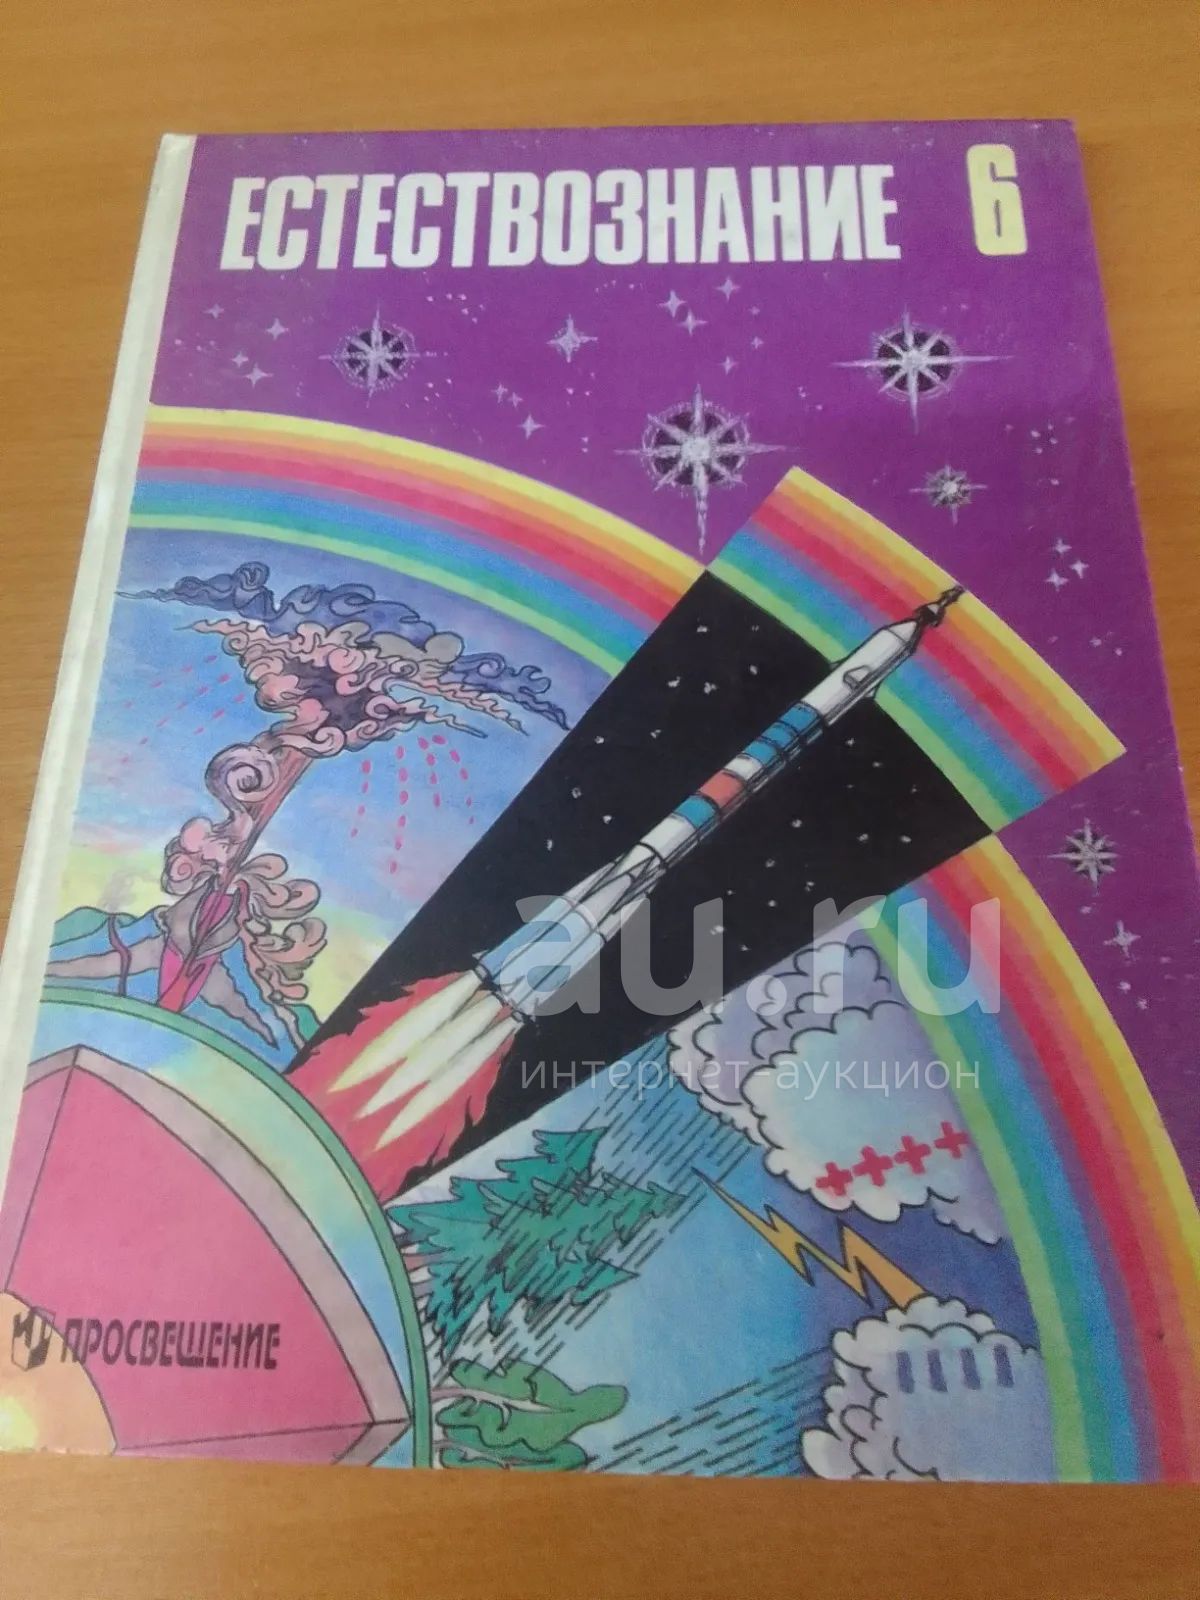 ЕСТЕСТВОЗНАНИЕ 6
au.ru
интернет-аукцион
ПРОСВЕЩЕНИЕ